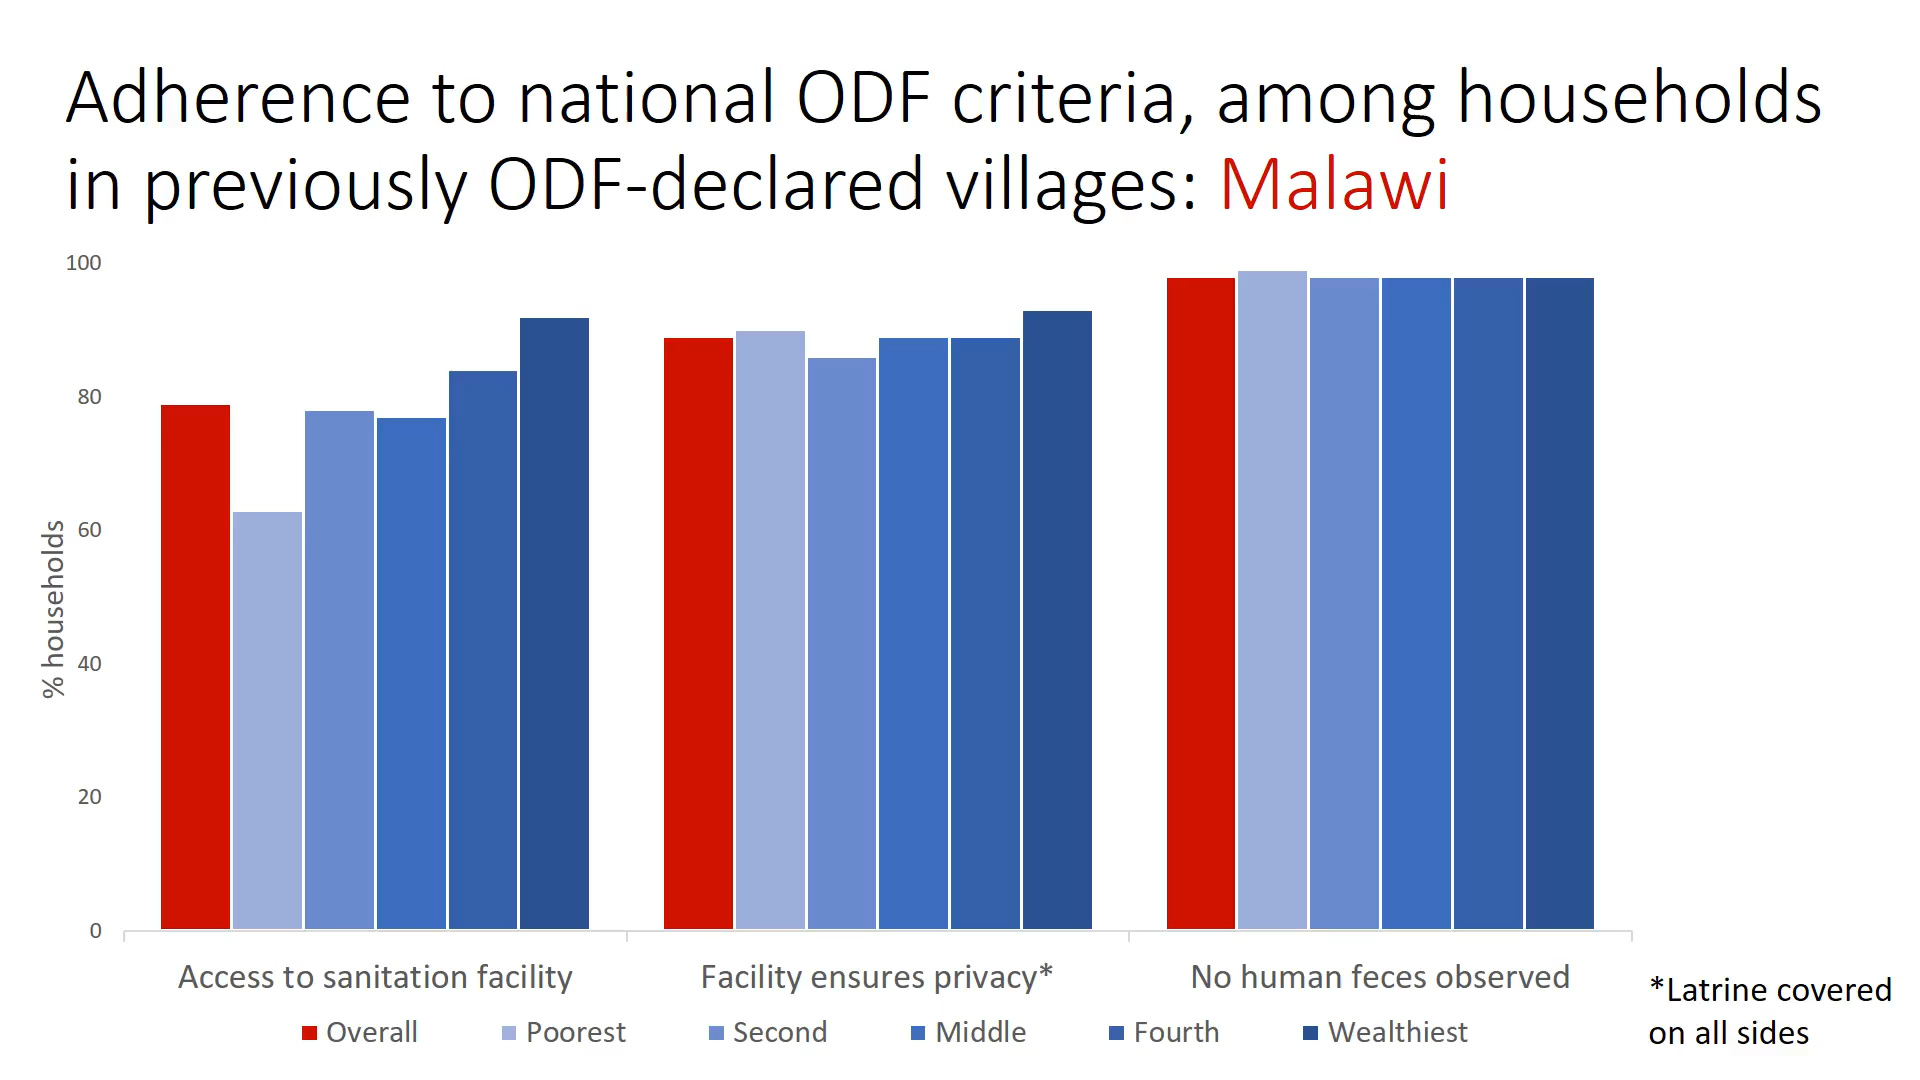 Adherence to national ODF criteria, among households
in previously ODF-declared villages: Malawi
100
80
60
40
20
0
% households
Access to sanitation facility
Facility ensures privacy*
No human feces observed
Overall
Poorest
Second
Middle
Fourth
Wealthiest
*Latrine covered
on all sides